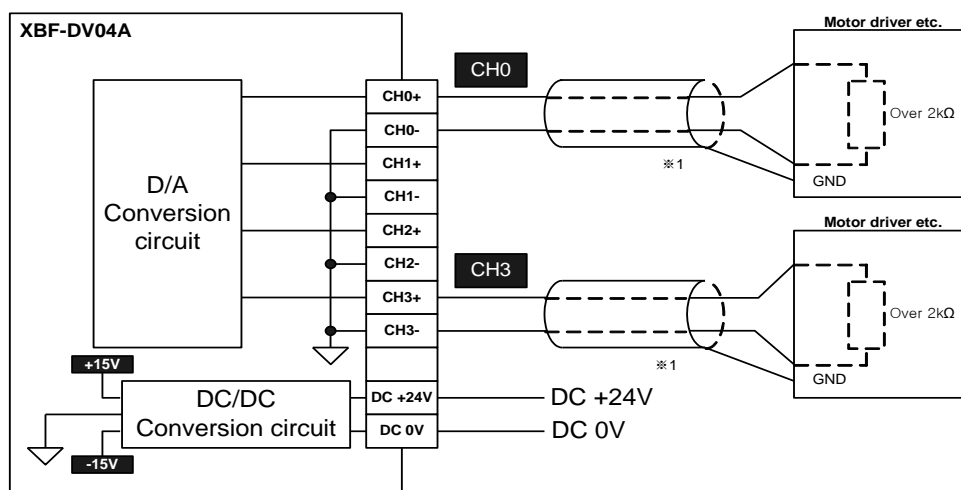 XBF-DV04A
D/A
Conversion
circuit
+15V
DC/DC
Conversion circuit
-15V
CH0+
CH0-
CH1+
CH1-
CH2+
CH2-
CH3+
CH3-
DC +24V
DC 0V
CH0
※1
CH3
※1
DC +24V
DC 0V
Motor driver etc.
Over 2kΩ
GND
Motor driver etc.
Over 2kΩ
GND